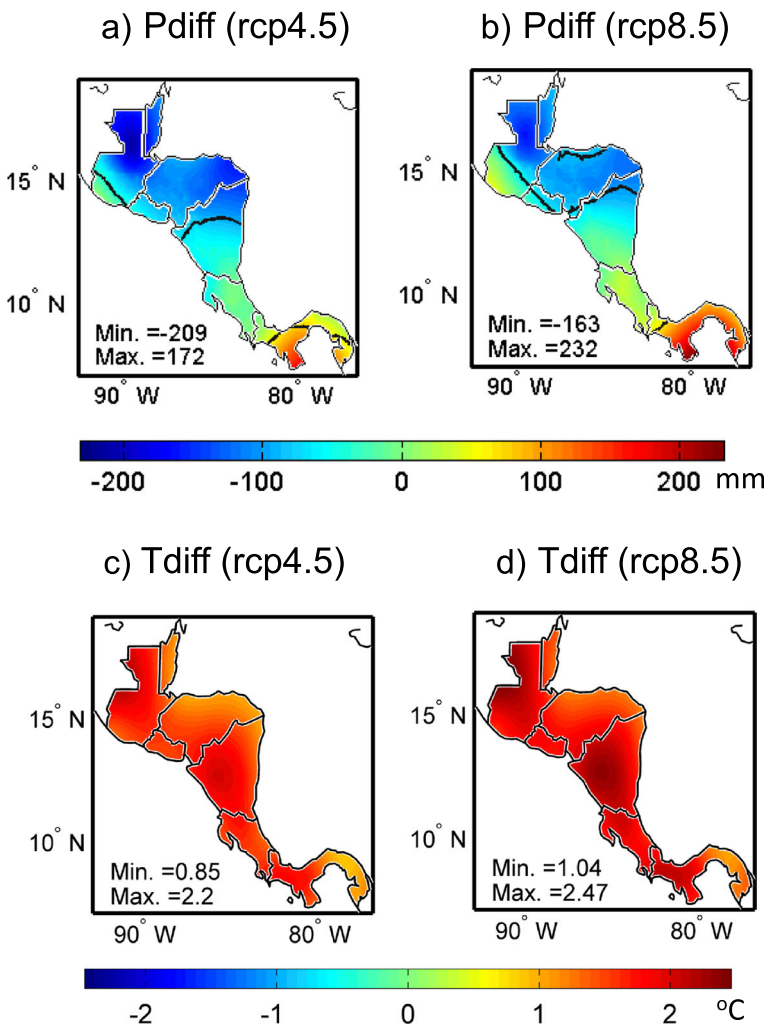 a) Pdiff (rcp4.5)
b) Pdiff (rcp8.5)
15° N
10° N
Min. =-209
Max. =172
90° W
80° W
15° N
10° N
Min. =-163
Max. =232
90° W
80° W
-200 -100 0 100 200 mm
c) Tdiff (rcp4.5)
d) Tdiff (rcp8.5)
15° N
10° N
Min. =0.85
Max. =2.2
90° W
80° W
15° N
10° N
Min. =1.04
Max. =2.47
90° W
80° W
-2 -1 0 1 2 °C